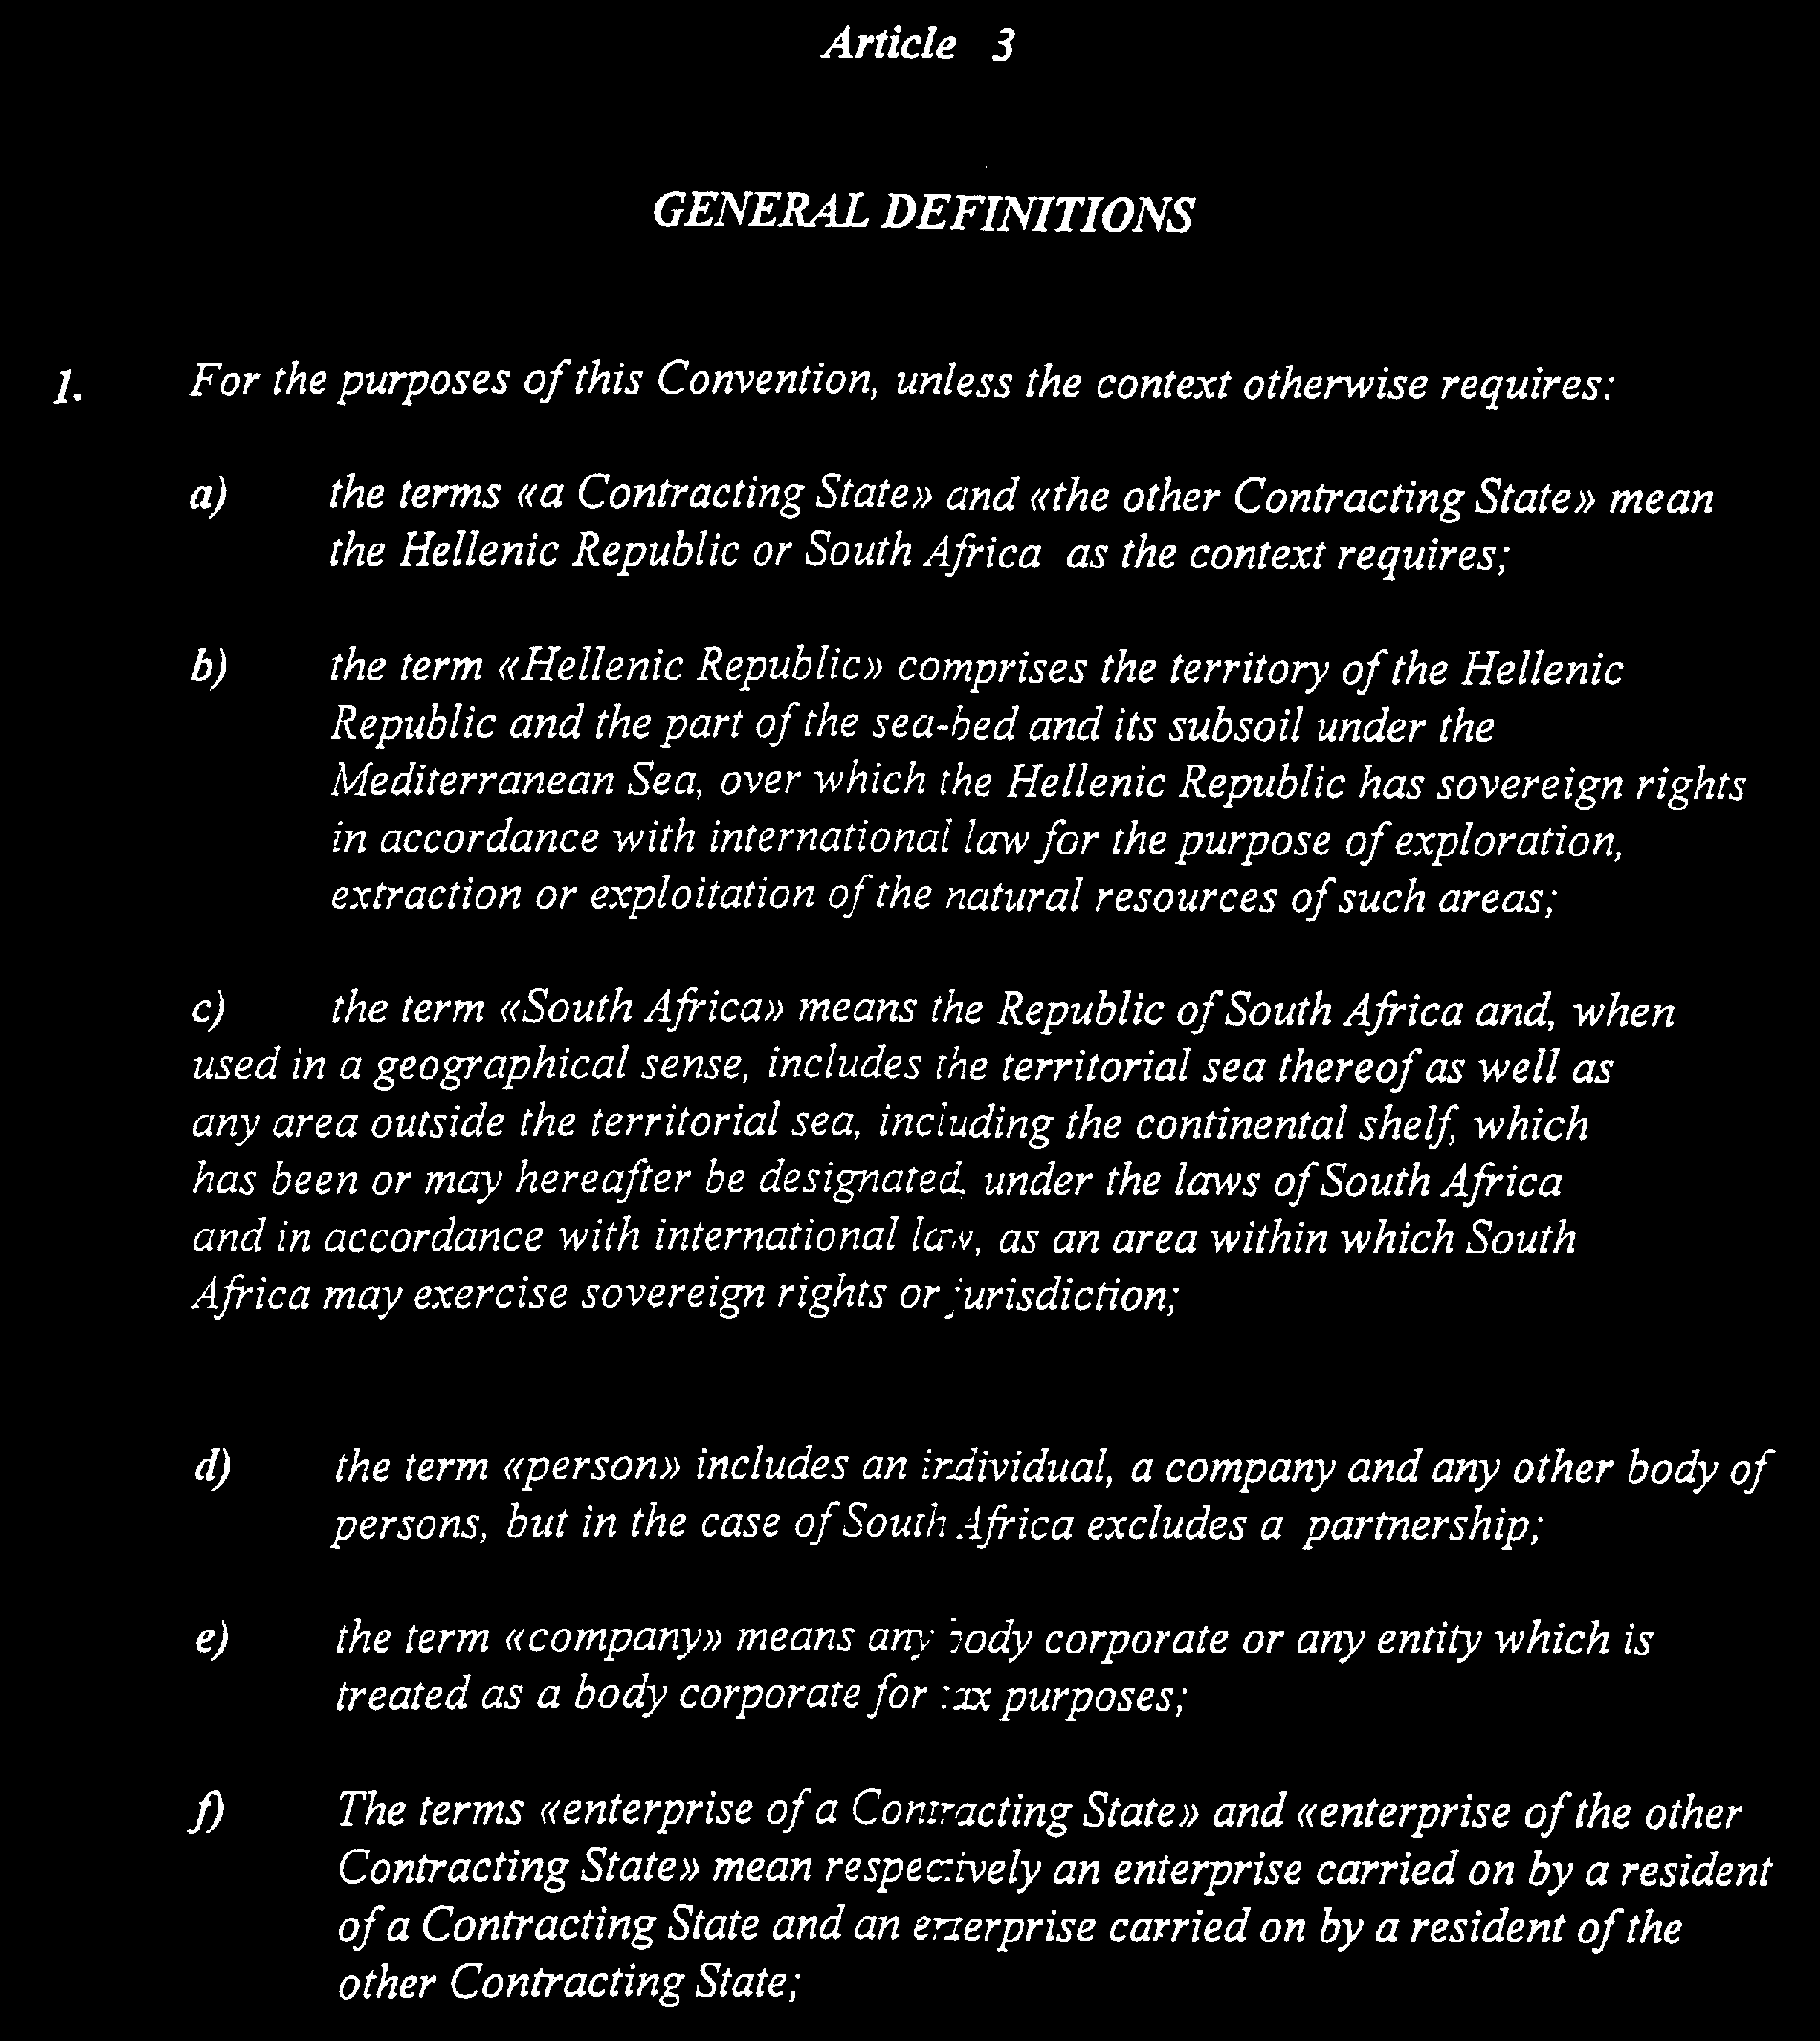 Article 3
GENERAL DEFINITIONS
1. For the purposes of this Convention, unless the context otherwise requires:
a) the terms «a Contracting State» and «the other Contracting State» mean
the Hellenic Republic or South Africa as the context requires;
b) the term «Hellenic Republic» comprises the territory of the Hellenic
Republic and the part of the sea-bed and its subsoil under the
Mediterranean Sea, over which the Hellenic Republic has sovereign rights
in accordance with international law for the purpose of exploration,
extraction or exploitation of the natural resources of such areas;
c) the term «South Africa» means the Republic of South Africa and, when
used in a geographical sense, includes the territorial sea thereof as well as
any area outside the territorial sea, including the continental shelf, which
has been or may hereafter be designated, under the laws of South Africa
and in accordance with international law, as an area within which South
Africa may exercise sovereign rights or jurisdiction;
d) the term «person» includes an individual, a company and any other body of
persons, but in the case of South Africa excludes a partnership;
e) the term «company» means any body corporate or any entity which is
treated as a body corporate for tax purposes;
f) The terms «enterprise of a Contracting State» and «enterprise of the other
Contracting State» mean respectively an enterprise carried on by a resident
of a Contracting State and an enterprise carried on by a resident of the
other Contracting State;